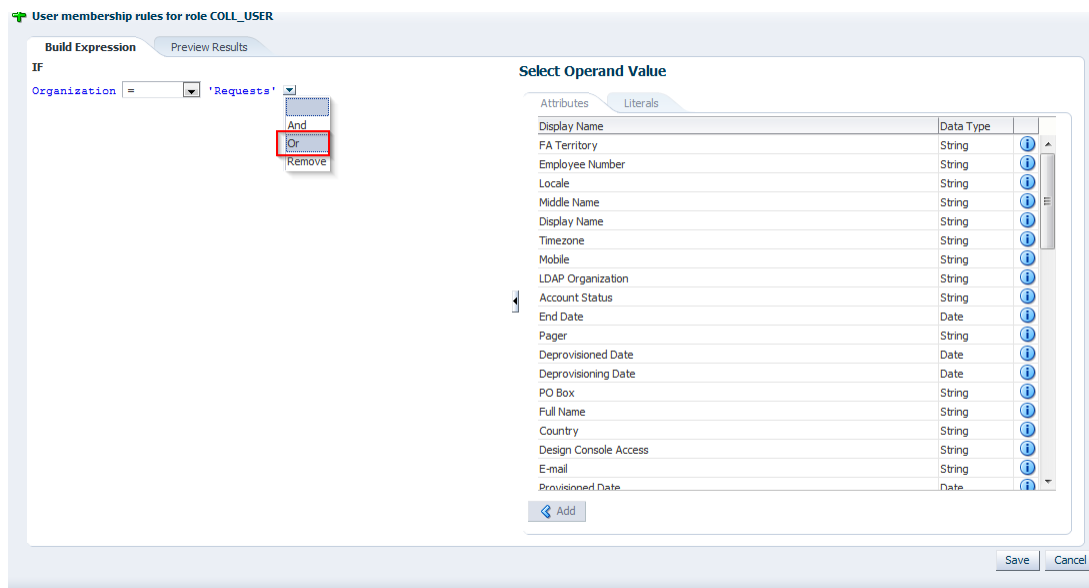 User membership rules for role COLL_USER
Build Expression Preview Results
IF
Organization = 'Requests'
And
Or
Remove
Select Operand Value
Attributes Literals
Display Name Data Type
FA Territory String
Employee Number String
Locale String
Middle Name String
Display Name String
Timezone String
Mobile String
LDAP Organization String
Account Status String
End Date Date
Pager String
Deprovisioned Date Date
Deprovisioning Date Date
PO Box String
Full Name String
Country String
Design Console Access String
E-mail String
Provisioned Date Date
Add
Save Cancel